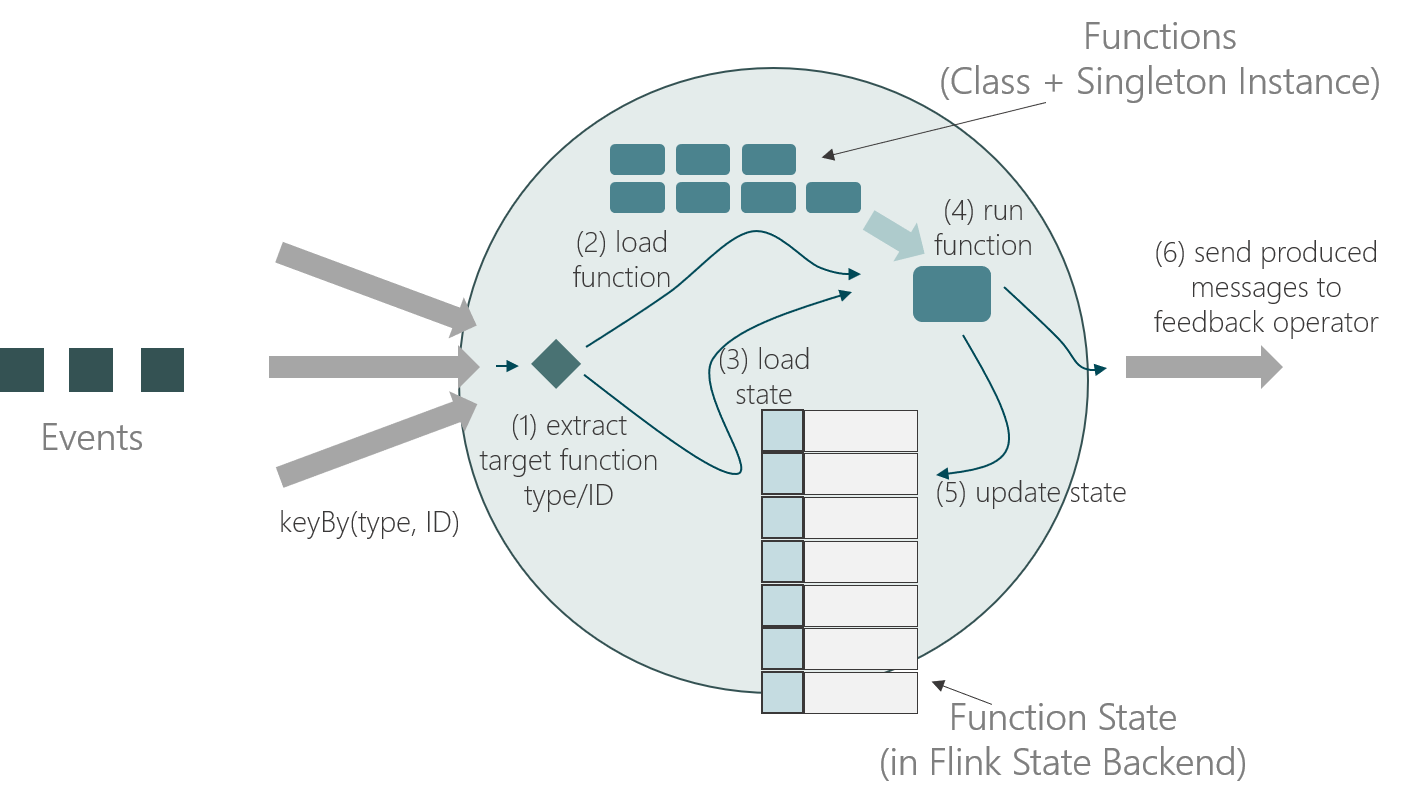 Functions
(Class + Singleton Instance)
(4) run
function
(2) load
function
(6) send produced
messages to
feedback operator
(3) load
state
Events
(1) extract
target function
type/ID
(5) update state
keyBy(type, ID)
Function State
(in Flink State Backend)